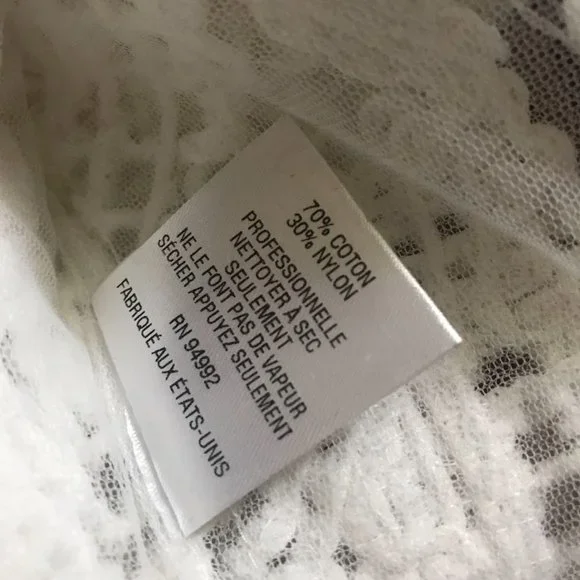 70% COTON
30% NYLON
PROFESSIONNELLE
NETTOYER À SEC
SEULEMENT
NE LE FONT PAS DE VAPEUR
SÉCHER APPUYEZ SEULEMENT
RN 94992
FABRIQUÉ AUX ÉTATS-UNIS